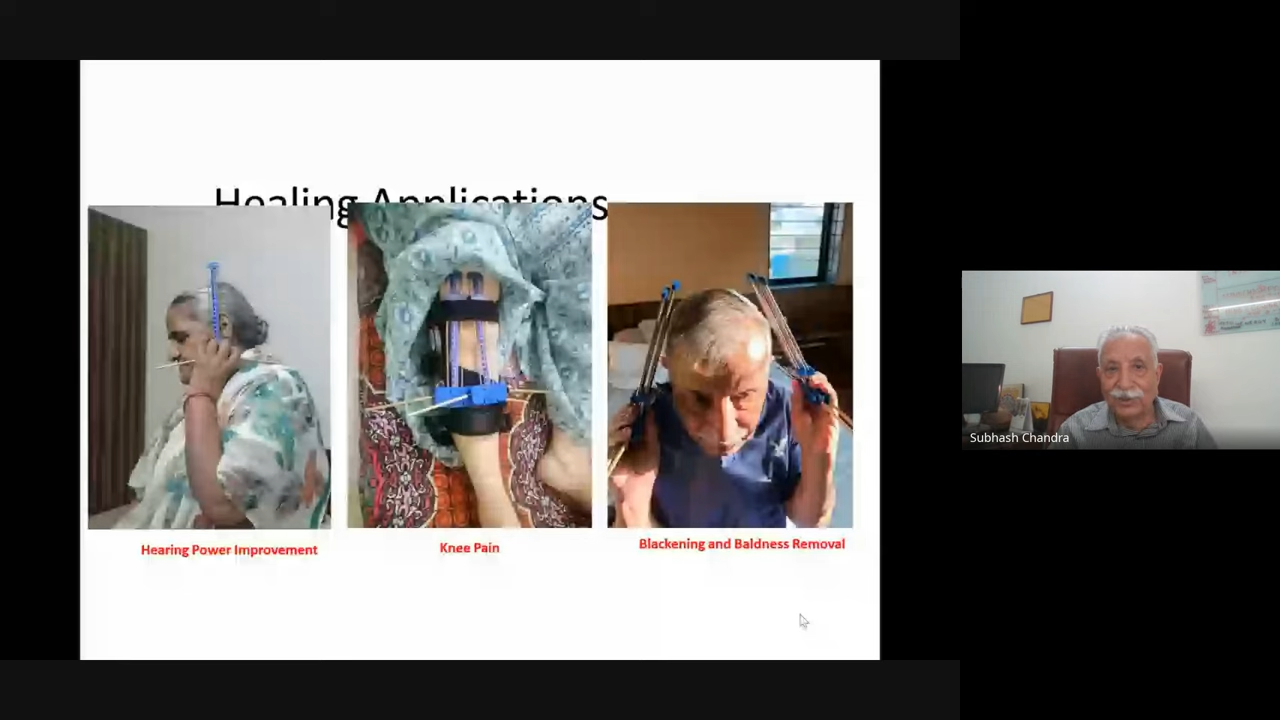 Healing Applications
Hearing Power Improvement
Knee Pain
Blackening and Baldness Removal
Subhash Chandra